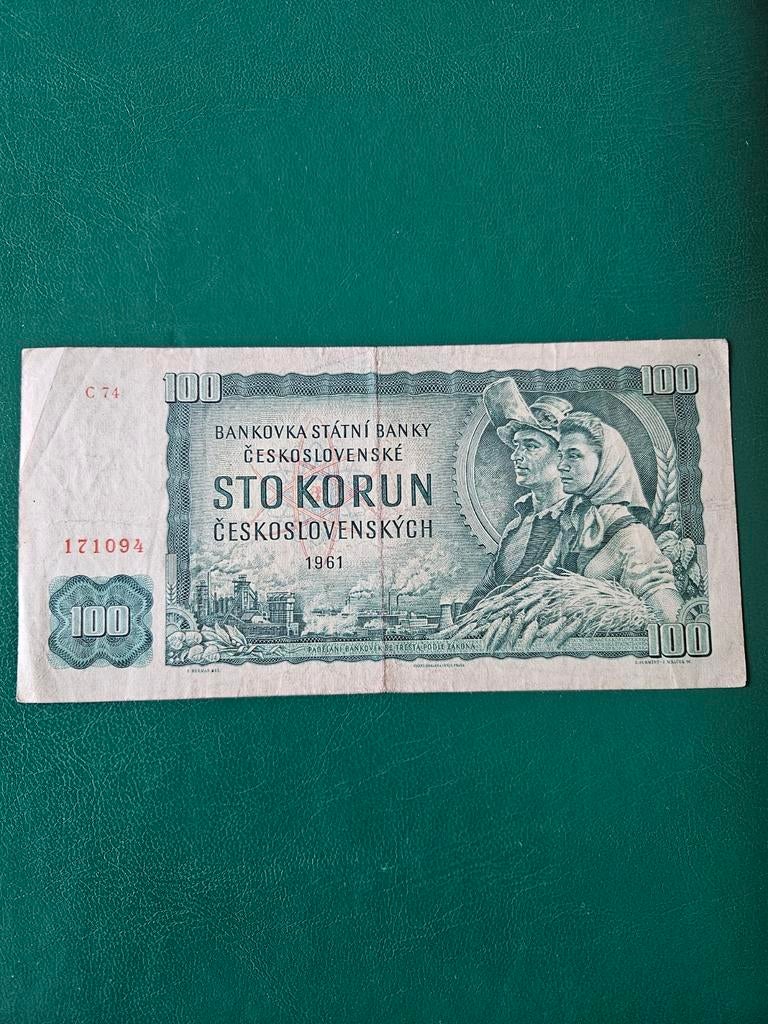 C 74
100
100
BANKOVKA STÁTNÍ BANKY
ČESKOSLOVENSKÉ
STO KORUN
ČESKOSLOVENSKÝCH
1961
171094
100
100
PADĚLÁNÍ BANKOVEK SE TRESTÁ PODLE ZÁKONA